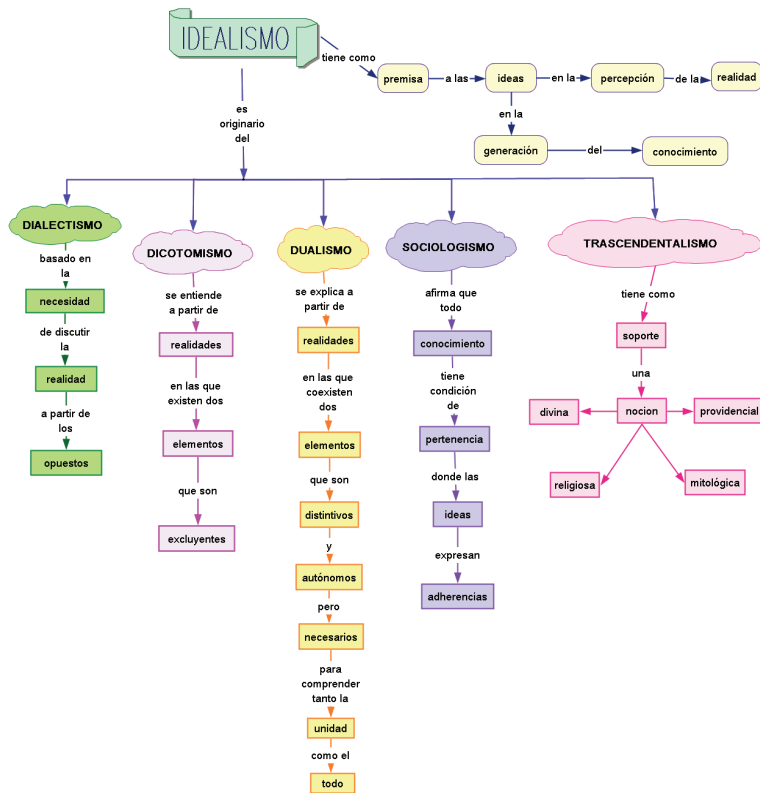 IDEALISMO
tiene como
premisa
a las
ideas
en la
percepción
de la
realidad
en la
generación
del
conocimiento
es
originario
del
DIALECTISMO
basado en
la
necesidad
de discutir
la
realidad
a partir de
los
opuestos
DICOTOMISMO
se entiende
a partir de
realidades
en las que
existen dos
elementos
que son
excluyentes
DUALISMO
se explica a
partir de
realidades
en las que
coexisten
dos
elementos
que son
distintivos
y
autónomos
pero
necesarios
para
comprender
tanto la
unidad
como el
todo
SOCIOLOGISMO
afirma que
todo
conocimiento
tiene
condición
de
pertenencia
donde las
ideas
expresan
adherencias
TRASCENDENTALISMO
tiene como
soporte
una
nocion
divina
providencial
religiosa
mitológica